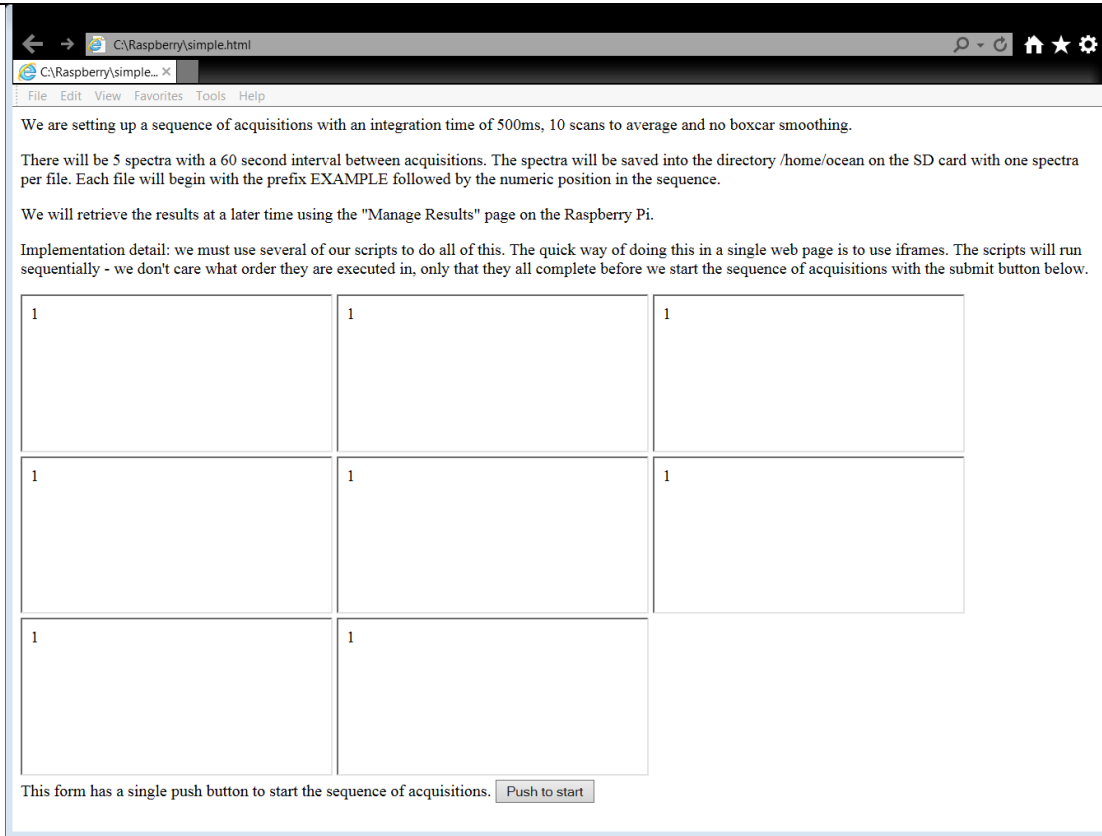 C:\Raspberry\simple.html
C:\Raspberry\simple...
File Edit View Favorites Tools Help
We are setting up a sequence of acquisitions with an integration time of 500ms, 10 scans to average and no boxcar smoothing.
There will be 5 spectra with a 60 second interval between acquisitions. The spectra will be saved into the directory /home/ocean on the SD card with one spectra
per file. Each file will begin with the prefix EXAMPLE followed by the numeric position in the sequence.
We will retrieve the results at a later time using the "Manage Results" page on the Raspberry Pi.
Implementation detail: we must use several of our scripts to do all of this. The quick way of doing this in a single web page is to use iframes. The scripts will run
sequentially - we don't care what order they are executed in, only that they all complete before we start the sequence of acquisitions with the submit button below.
1 1 1
1 1 1
1 1
This form has a single push button to start the sequence of acquisitions. Push to start